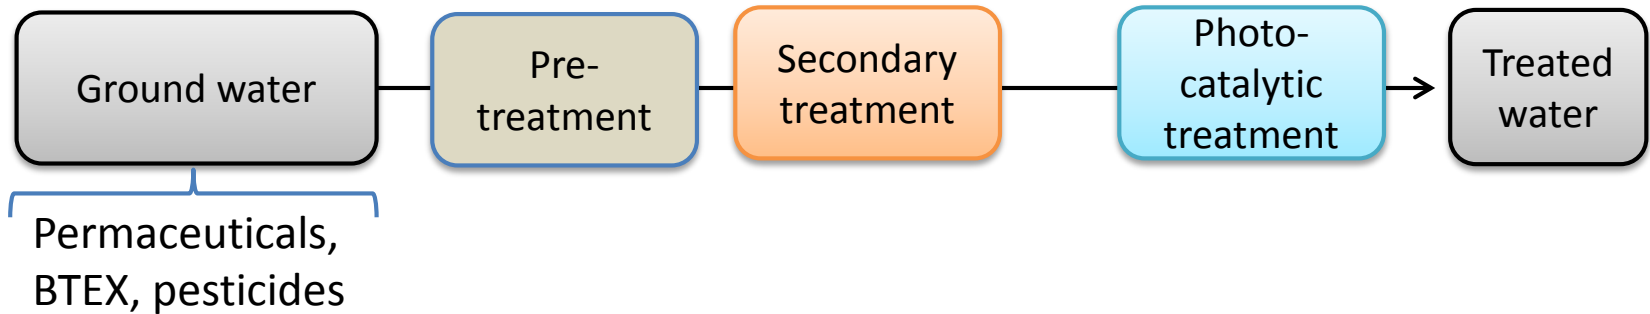 Ground water
Pre-
treatment
Secondary
treatment
Photo-
catalytic
treatment
Treated
water
Permaceuticals,
BTEX, pesticides